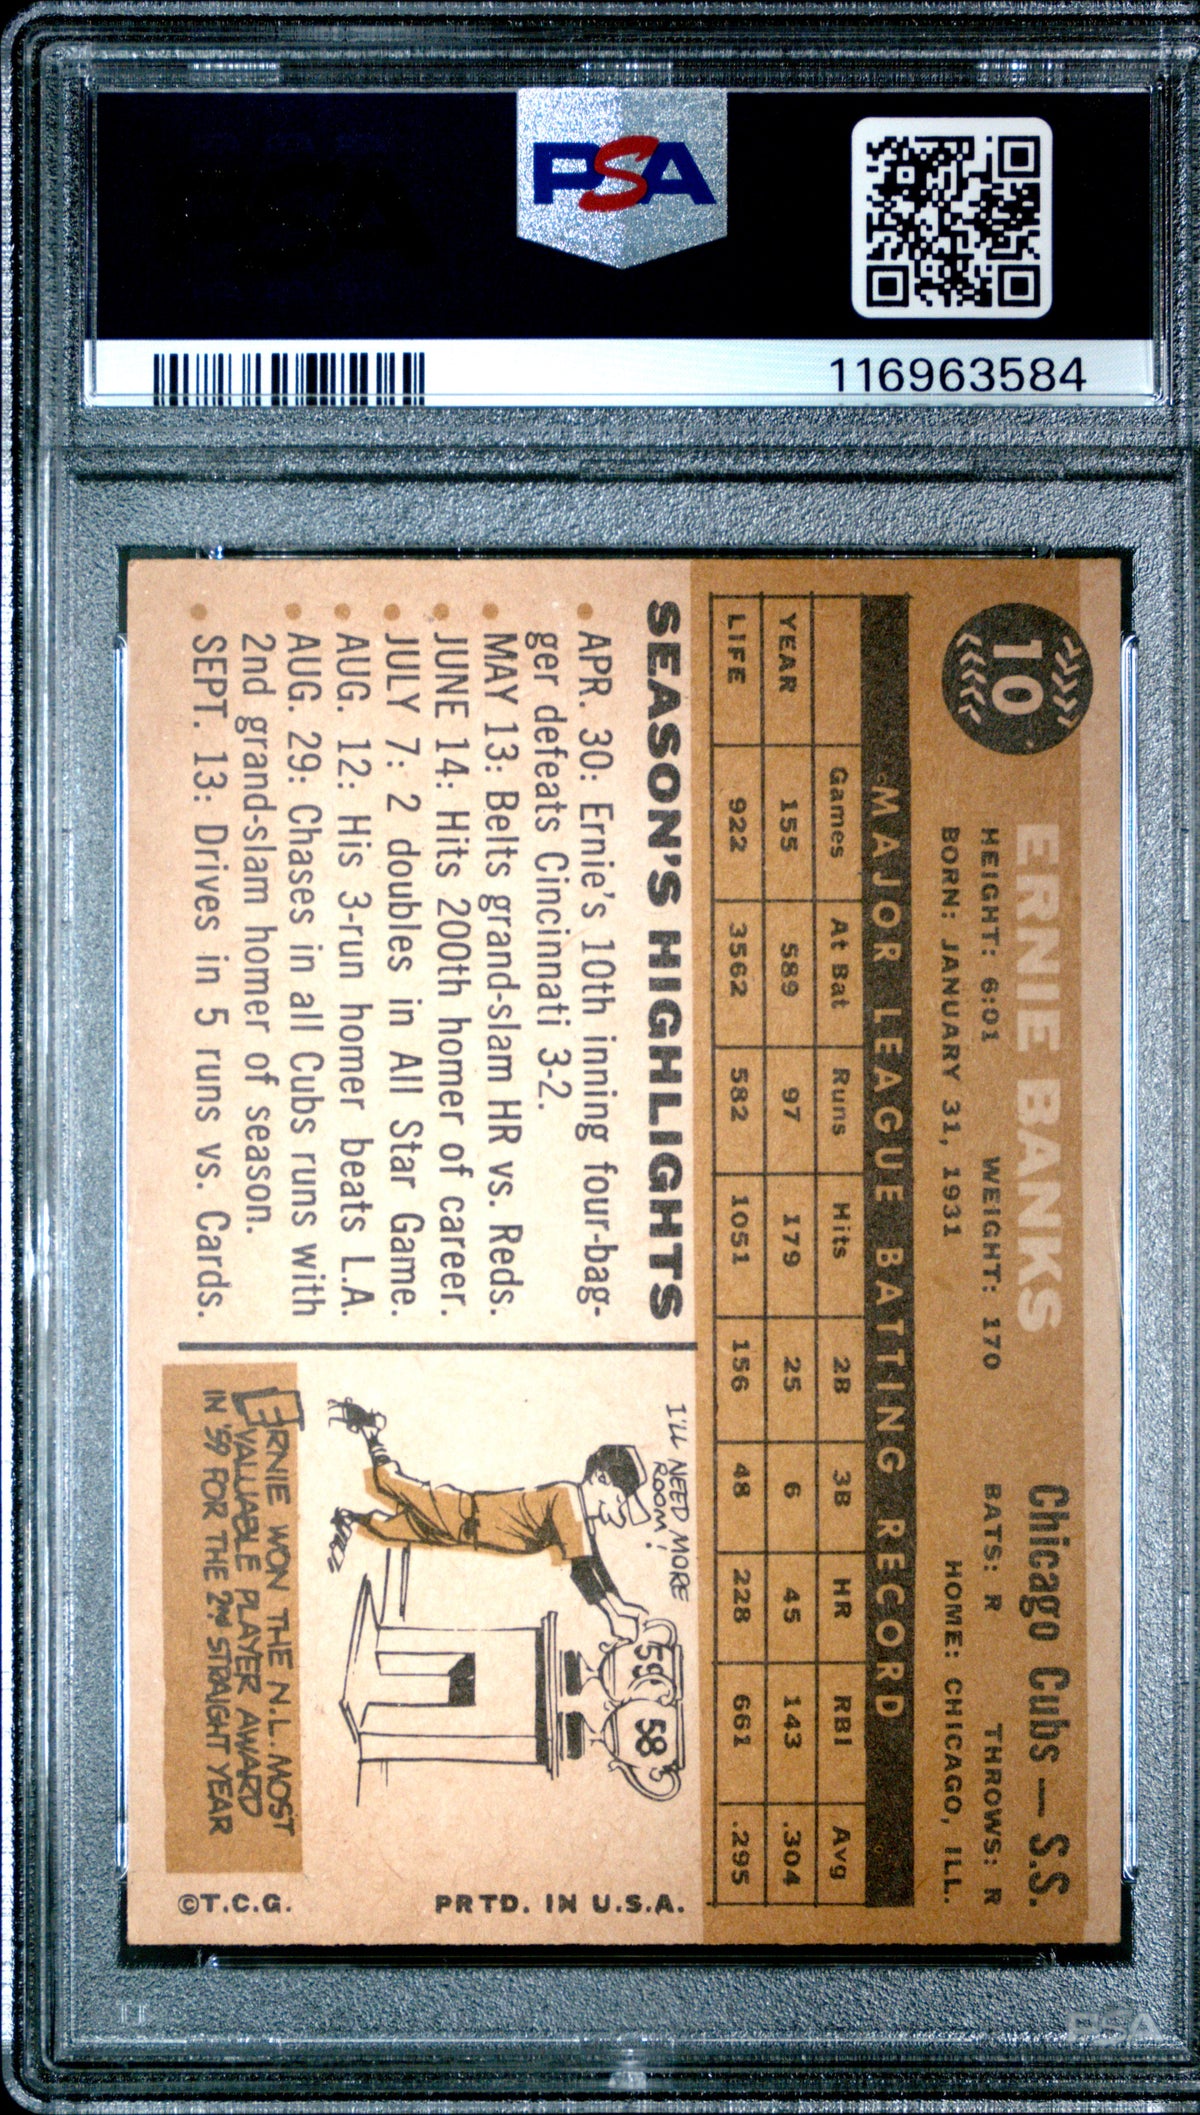 PSA
116963584
10
ERNIE BANKS
Chicago Cubs — S.S.
HEIGHT: 6:01 WEIGHT: 170 BATS: R THROWS: R
BORN: JANUARY 31, 1931 HOME: CHICAGO, ILL.
MAJOR LEAGUE BATTING RECORD
Games At Bat Runs Hits 2B 3B HR RBI Avg
YEAR 155 589 97 179 25 6 45 143 .304
LIFE 922 3562 582 1051 156 48 228 661 .295
SEASON'S HIGHLIGHTS
• APR. 30: Ernie's 10th inning four-bag-
ger defeats Cincinnati 3-2.
• MAY 13: Belts grand-slam HR vs. Reds.
• JUNE 14: Hits 200th homer of career.
• JULY 7: 2 doubles in All Star Game.
• AUG. 12: His 3-run homer beats L.A.
• AUG. 29: Chases in all Cubs runs with
2nd grand-slam homer of season.
• SEPT. 13: Drives in 5 runs vs. Cards.
I'LL NEED MORE
ROOM!
59
58
ERNIE WON THE N.L. MOST
VALUABLE PLAYER AWARD
IN '59 FOR THE 2ND STRAIGHT YEAR
©T.C.G.
PRTD. IN U.S.A.
PSA